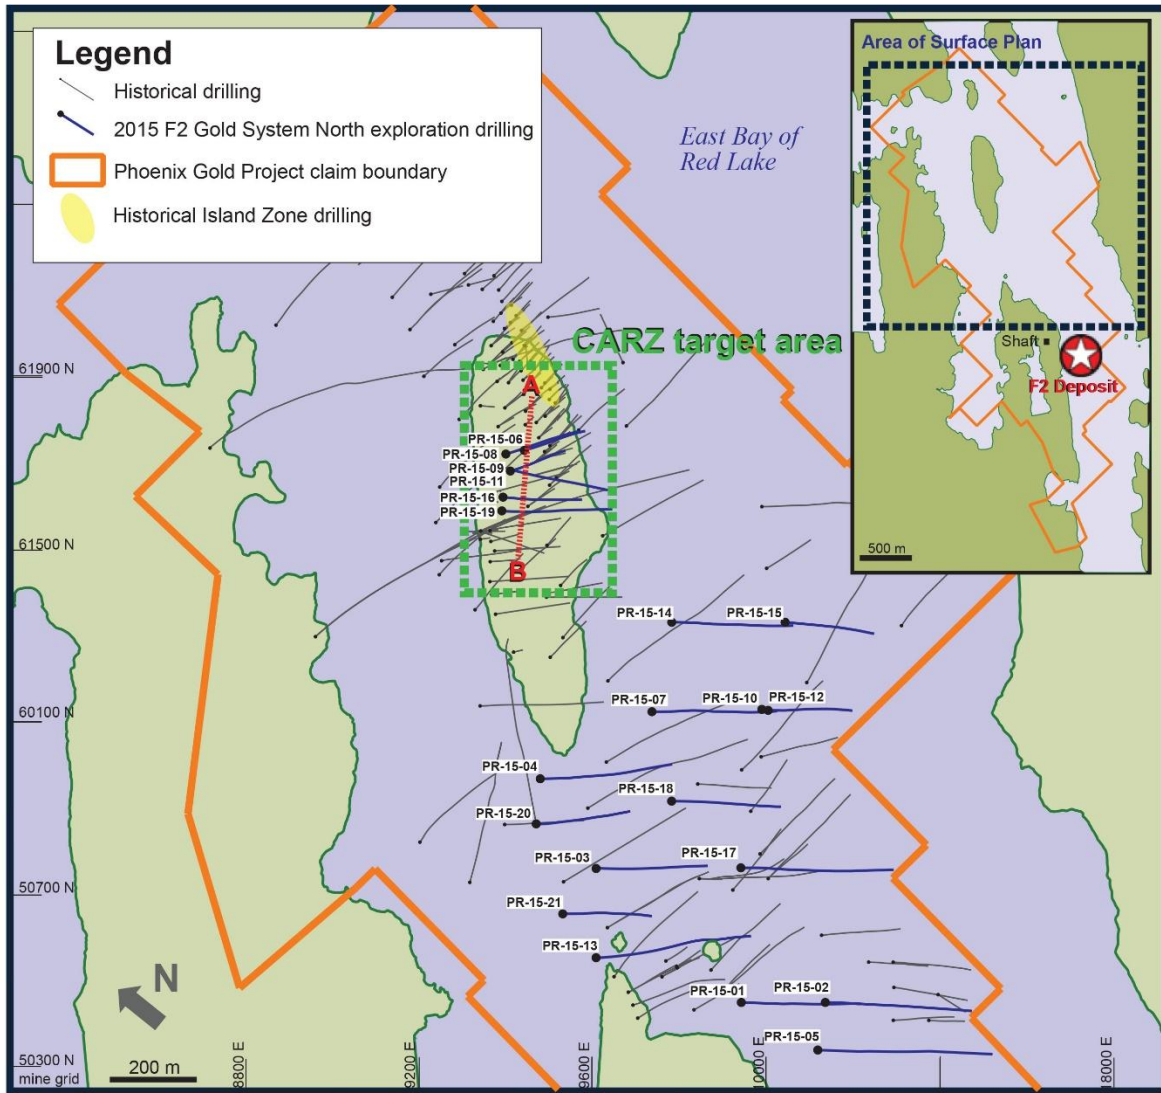 Legend
Historical drilling
2015 F2 Gold System North exploration drilling
Phoenix Gold Project claim boundary
Historical Island Zone drilling
East Bay of
Red Lake
Area of Surface Plan
Shaft
F2 Deposit
500 m
CARZ target area
A
B
61900 N
61500 N
60100 N
50700 N
50300 N
mine grid
PR-15-06
PR-15-08
PR-15-09
PR-15-11
PR-15-16
PR-15-19
PR-15-14
PR-15-15
PR-15-07
PR-15-10
PR-15-12
PR-15-04
PR-15-18
PR-15-20
PR-15-03
PR-15-17
PR-15-21
PR-15-13
PR-15-01
PR-15-02
PR-15-05
N
200 m
8800 E
9200 E
9600 E